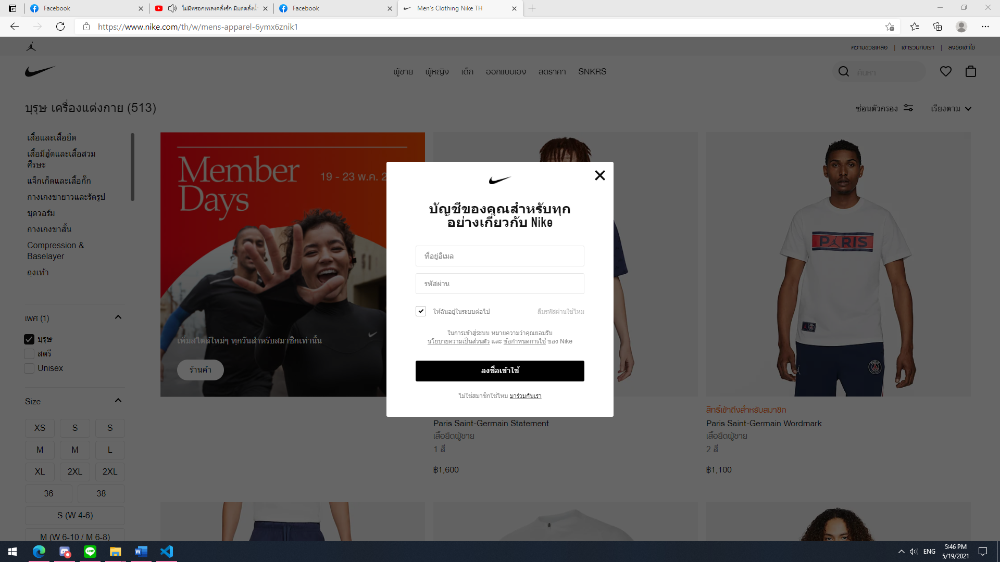 Facebook
ไม่มีหรอกเพลงคลั่งรัก มีแต่คลั่งน้ำ
Facebook
Men's Clothing Nike TH
https://www.nike.com/th/w/mens-apparel-6ymx6znik1
ความช่วยเหลือ | เข้าร่วมกับเรา | ลงชื่อเข้าใช้
ผู้ชาย ผู้หญิง เด็ก ออกแบบเอง ลดราคา SNKRS
ค้นหา
บุรุษ เครื่องแต่งกาย (513)
ซ่อนตัวกรอง
เรียงตาม
เสื้อและเสื้อยืด
เสื้อมีฮู้ดและเสื้อสวม
ศีรษะ
แจ็กเก็ตและเสื้อกั๊ก
กางเกงขายาวและรัดรูป
ชุดวอร์ม
กางเกงขาสั้น
Compression &
Baselayer
ถุงเท้า
เพศ (1)
บุรุษ
สตรี
Unisex
Size
XS S S
M M L
XL 2XL 2XL
36 38
S (W 4-6)
M (W 6-10 / M 6-8)
Member
Days
19 - 23 พ.ค. 2
เพิ่มสไตล์ใหม่ๆ ทุกวันสำหรับสมาชิกเท่านั้น
ร้านค้า
บัญชีของคุณสำหรับทุก
อย่างเกี่ยวกับ Nike
ที่อยู่อีเมล
รหัสผ่าน
ให้ฉันอยู่ในระบบต่อไป
ลืมรหัสผ่านใช่ไหม
ในการเข้าสู่ระบบ หมายความว่าคุณยอมรับ
นโยบายความเป็นส่วนตัว และ ข้อกำหนดการใช้ ของ Nike
ลงชื่อเข้าใช้
ไม่ใช่สมาชิกใช่ไหม มาร่วมกับเรา
Paris Saint-Germain Statement
เสื้อยืดผู้ชาย
1 สี
฿1,600
PARIS
สิทธิ์เข้าถึงสำหรับสมาชิก
Paris Saint-Germain Wordmark
เสื้อยืดผู้ชาย
2 สี
฿1,100
LINE
ENG
5:46 PM
5/19/2021